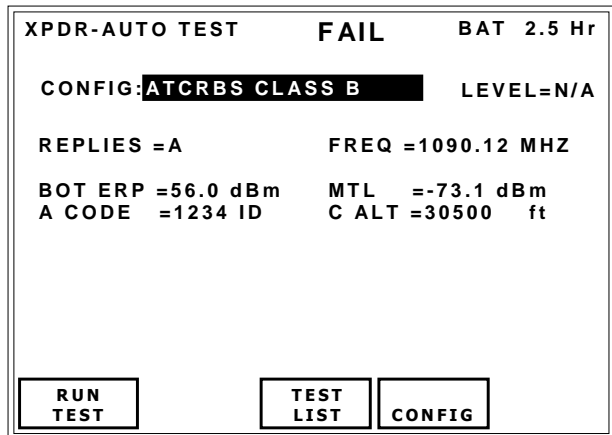 XPDR-AUTO TEST FAIL BAT 2.5 Hr
CONFIG: ATCRBS CLASS B LEVEL=N/A
REPLIES =A FREQ =1090.12 MHZ
BOT ERP =56.0 dBm MTL =-73.1 dBm
A CODE =1234 ID C ALT =30500 ft
RUN TEST LIST CONFIG
TEST